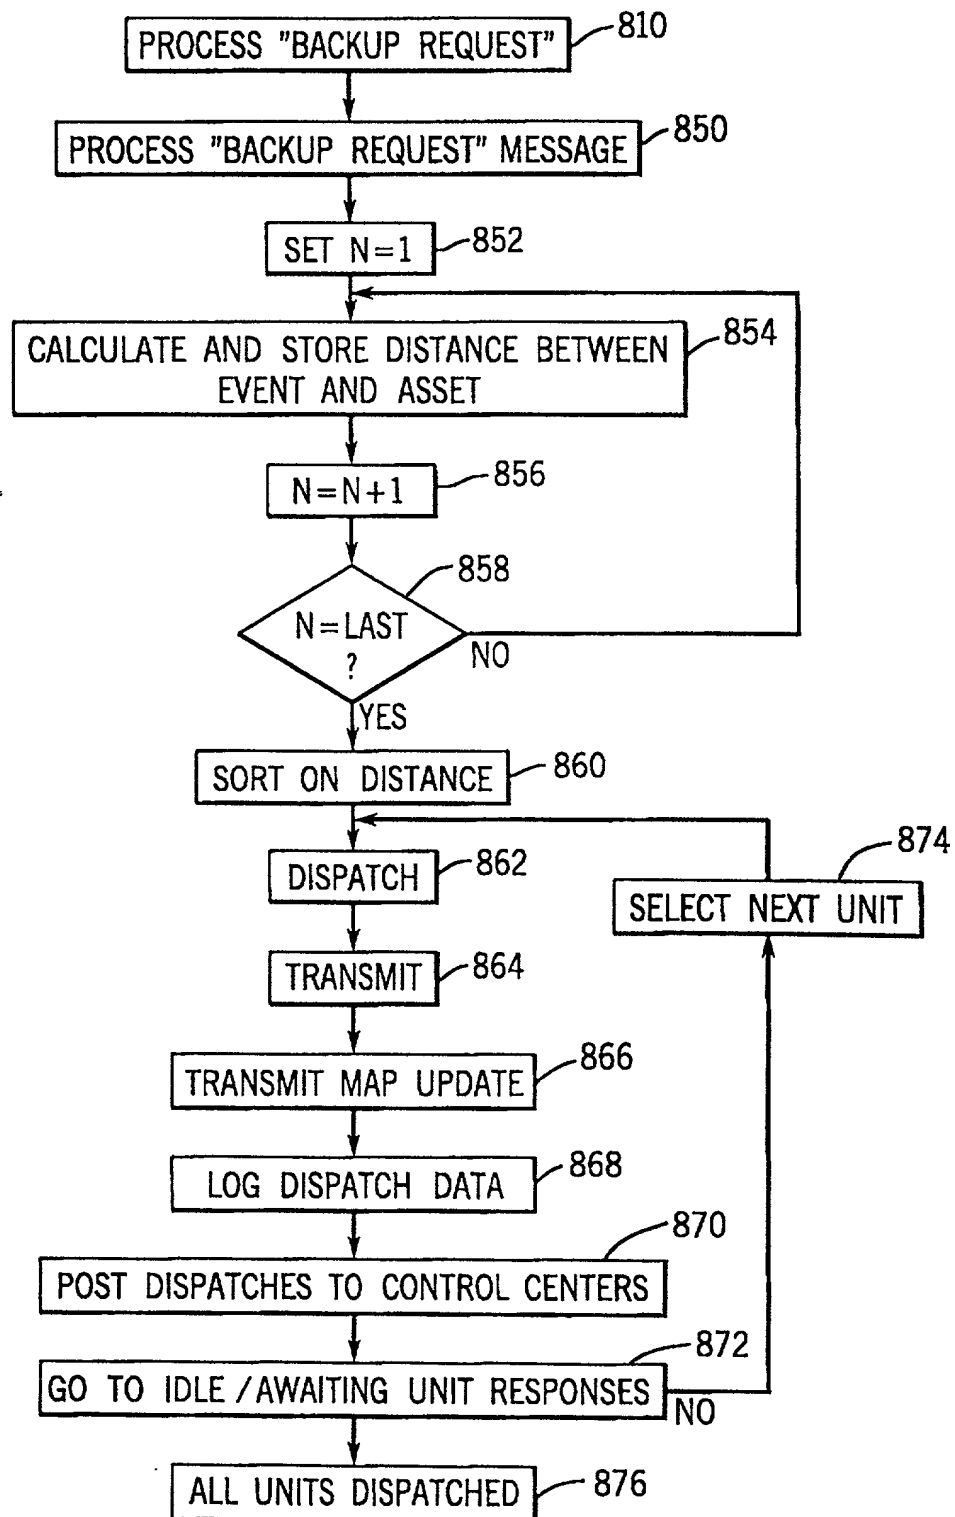 PROCESS "BACKUP REQUEST"
810
PROCESS "BACKUP REQUEST" MESSAGE
850
SET N=1
852
CALCULATE AND STORE DISTANCE BETWEEN
EVENT AND ASSET
854
N=N+1
856
N=LAST
?
858
NO
YES
SORT ON DISTANCE
860
DISPATCH
862
874
SELECT NEXT UNIT
TRANSMIT
864
TRANSMIT MAP UPDATE
866
LOG DISPATCH DATA
868
POST DISPATCHES TO CONTROL CENTERS
870
GO TO IDLE/AWAITING UNIT RESPONSES
872
NO
ALL UNITS DISPATCHED
876